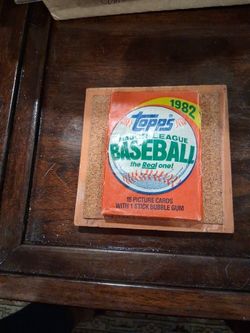 1982
Topps
MAJOR LEAGUE
BASEBALL
the Real one!
15 PICTURE CARDS
WITH 1 STICK BUBBLE GUM